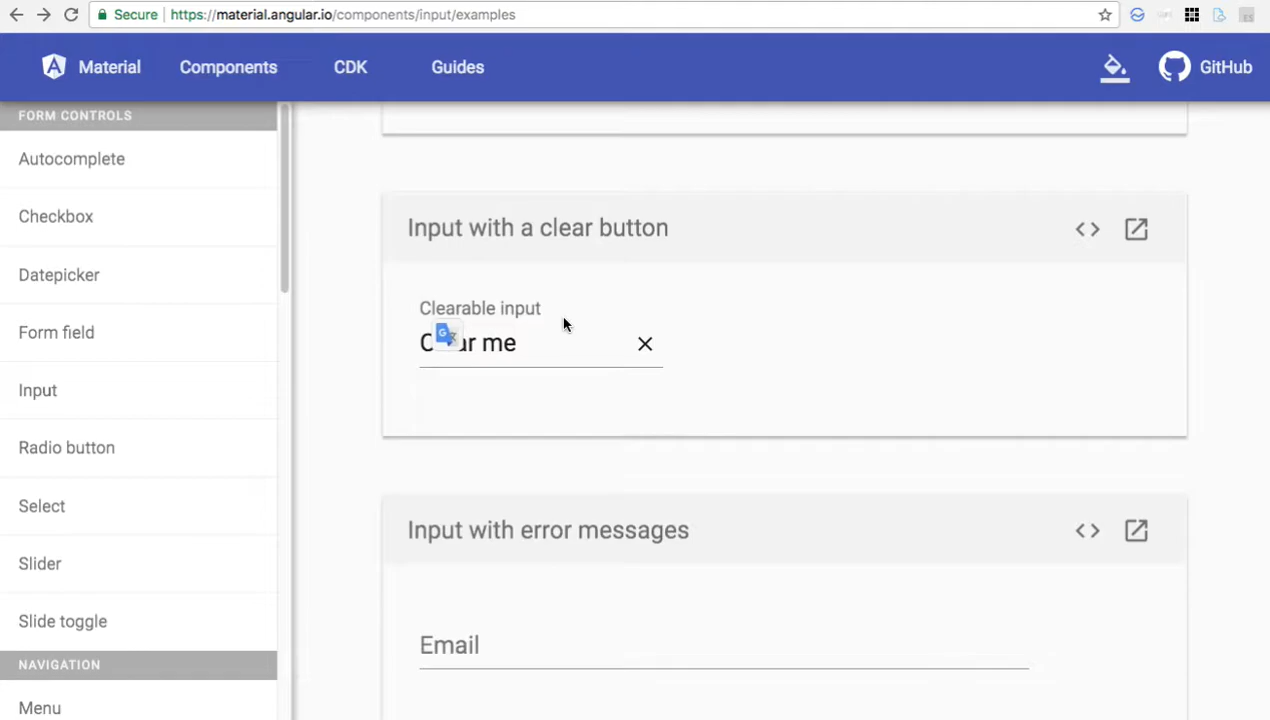 Secure https://material.angular.io/components/input/examples
Material Components CDK Guides GitHub
FORM CONTROLS
Autocomplete
Checkbox
Datepicker
Form field
Input
Radio button
Select
Slider
Slide toggle
NAVIGATION
Menu
Input with a clear button
Clearable input
me
Input with error messages
Email